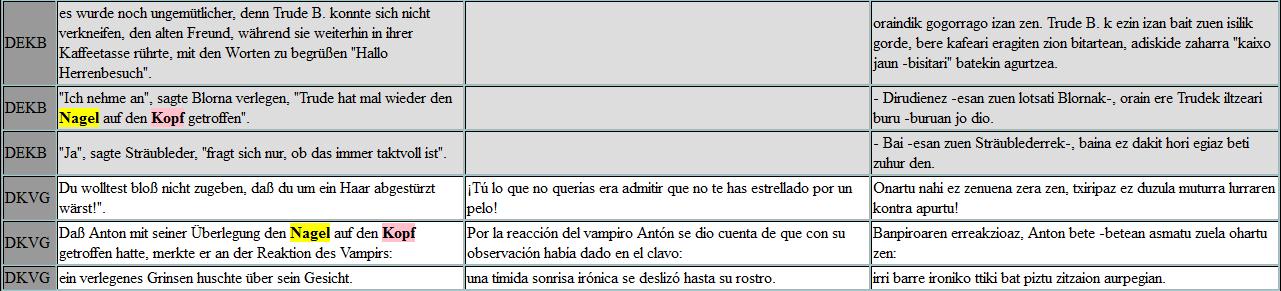 DEKB
es wurde noch ungemütlicher, denn Trude B. konnte sich nicht
verkneifen, den alten Freund, während sie weiterhin in ihrer
Kaffeetasse rührte, mit den Worten zu begrüßen "Hallo
Herrenbesuch".
oraindik gogorrago izan zen. Trude B. k ezin izan bait zuen isilik
gorde, bere kafeari eragiten zion bitartean, adiskide zaharra "kaixo
jaun -bisitari" batekin agurtzea.
DEKB
"Ich nehme an", sagte Blorna verlegen, "Trude hat mal wieder den
Nagel auf den Kopf getroffen".
- Dirudienez -esan zuen lotsati Blornak-, orain ere Trudek iltzeari
buru -buruan jo dio.
DEKB
"Ja", sagte Sträubleder, "fragt sich nur, ob das immer taktvoll ist".
- Bai -esan zuen Sträublederrek-, baina ez dakit hori egiaz beti
zuhur den.
DKVG
Du wolltest bloß nicht zugeben, daß du um ein Haar abgestürzt
wärst!".
¡Tú lo que no querías era admitir que no te has estrellado por un
pelo!
Onartu nahi ez zenuena zera zen, txiripaz ez duzula muturra lurraren
kontra apurtu!
DKVG
Daß Anton mit seiner Überlegung den Nagel auf den Kopf
getroffen hatte, merkte er an der Reaktion des Vampirs:
Por la reacción del vampiro Antón se dio cuenta de que con su
observación había dado en el clavo:
Banpiroaren erreakzioaz, Anton bete -betean asmatu zuela ohartu
zen:
DKVG
ein verlegenes Grinsen huschte über sein Gesicht.
una tímida sonrisa irónica se deslizó hasta su rostro.
irri barre ironiko ttiki bat piztu zitzaion aurpegian.